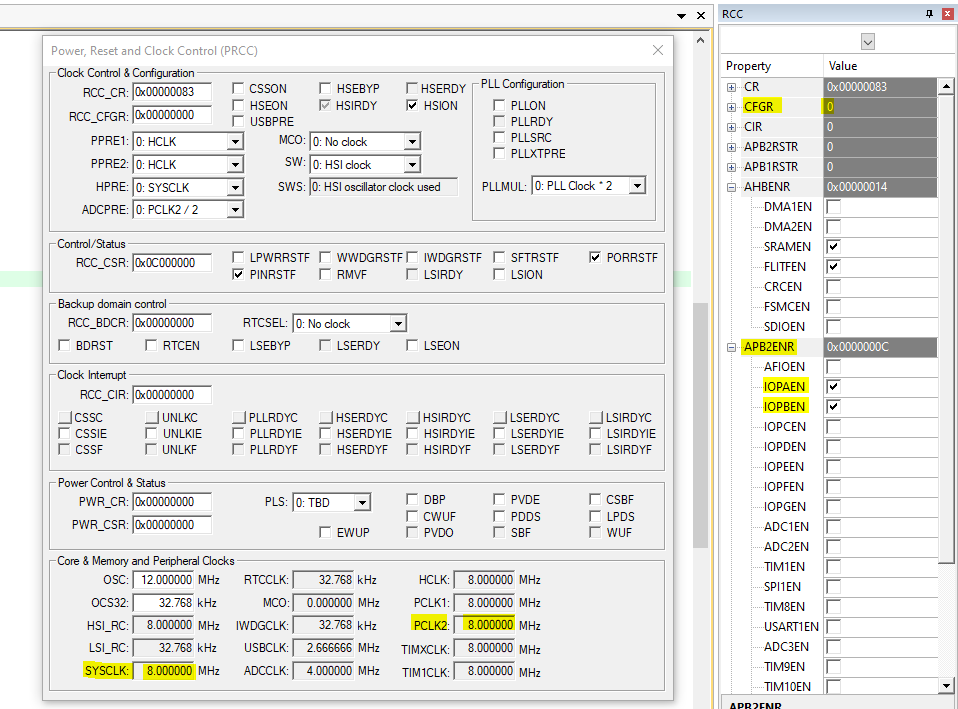 Power, Reset and Clock Control (PRCC)
Clock Control & Configuration
RCC_CR: 0x00000083 CSSON HSEBYP HSERDY
HSEON HSIRDY HSION
RCC_CFGR: 0x00000000 USBPRE
PPRE1: 0: HCLK MCO: 0: No clock
PPRE2: 0: HCLK SW: 0: HSI clock
HPRE: 0: SYSCLK SWS: 0: HSI oscillator clock used
ADCPRE: 0: PCLK2 / 2
PLL Configuration
PLLON
PLLRDY
PLLSRC
PLLXTPRE
PLLMUL: 0: PLL Clock * 2
Control/Status
RCC_CSR: 0x0C000000 LPWRRSTF WWDGRSTF IWDGRSTF SFTRSTF PORRSTF
PINRSTF RMVF LSIRDY LSION
Backup domain control
RCC_BDCR: 0x00000000 RTCSEL: 0: No clock
BDRST RTCEN LSEBYP LSERDY LSEON
Clock Interrupt
RCC_CIR: 0x00000000
CSSC UNLKC PLLRDYC HSERDYC HSIRDYC LSERDYC LSIRDYC
CSSIE UNLKIE PLLRDYIE HSERDYIE HSIRDYIE LSERDYIE LSIRDYIE
CSSF UNLKF PLLRDYF HSERDYF HSIRDYF LSERDYF LSIRDYF
Power Control & Status
PWR_CR: 0x00000000 PLS: 0: TBD DBP PVDE CSBF
CWUF PDDS LPDS
PWR_CSR: 0x00000000 EWUP PVDO SBF WUF
Core & Memory and Peripheral Clocks
OSC: 12.000000 MHz RTCCLK: 32.768 kHz HCLK: 8.000000 MHz
OCS32: 32.768 kHz MCO: 0.000000 MHz PCLK1: 8.000000 MHz
HSI_RC: 8.000000 MHz IWDGCLK: 32.768 kHz PCLK2: 8.000000 MHz
LSI_RC: 32.768 kHz USBCLK: 2.666666 MHz TIMXCLK: 8.000000 MHz
SYSCLK: 8.000000 MHz ADCCLK: 4.000000 MHz TIM1CLK: 8.000000 MHz
RCC
Property Value
CR 0x00000083
CFGR 0
CIR 0
APB2RSTR 0
APB1RSTR 0
AHBENR 0x00000014
DMA1EN
DMA2EN
SRAMEN
FLITFEN
CRCEN
FSMCEN
SDIOEN
APB2ENR 0x0000000C
AFIOEN
IOPAEN
IOPBEN
IOPCEN
IOPDEN
IOPEEN
IOPFEN
IOPGEN
ADC1EN
ADC2EN
TIM1EN
SPI1EN
TIM8EN
USART1EN
ADC3EN
TIM9EN
TIM10EN
APB2ENR